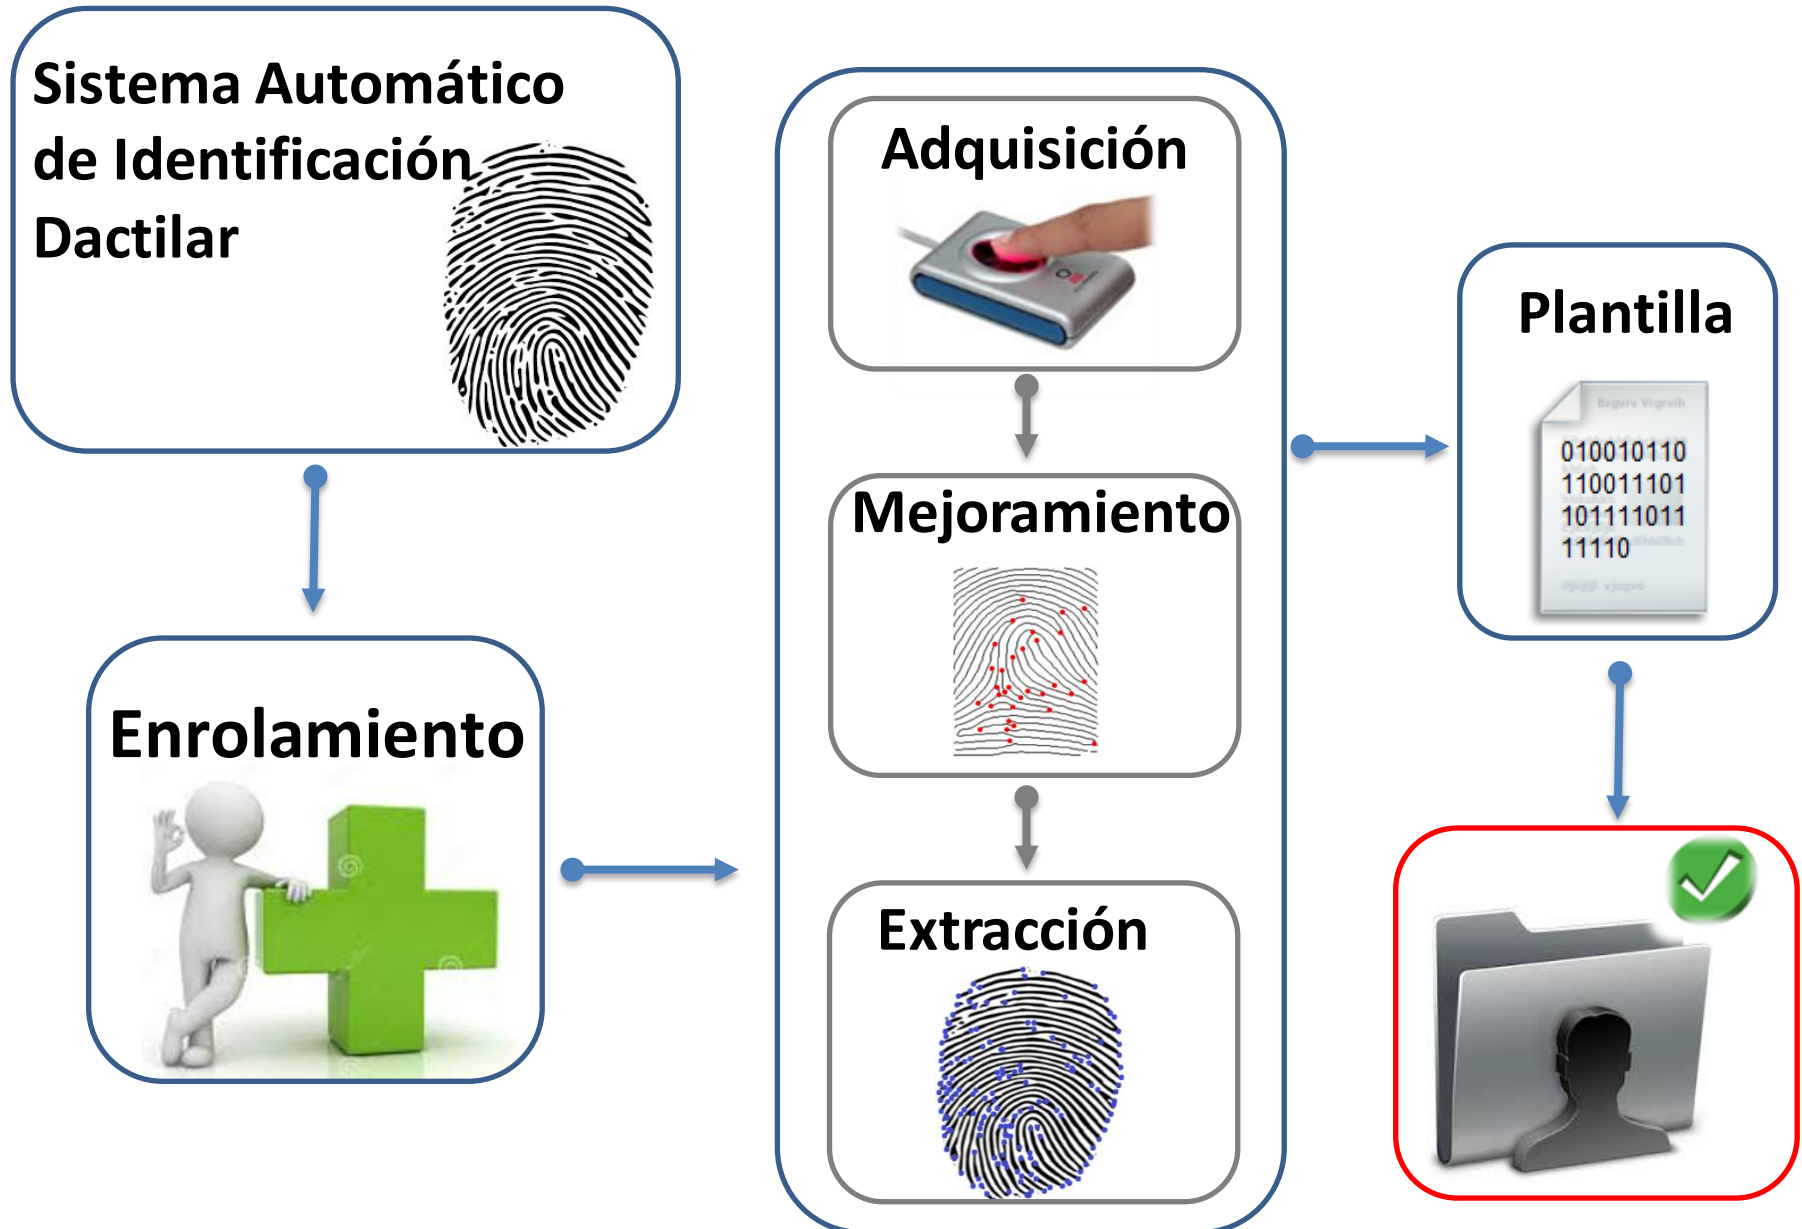 Sistema Automático
de Identificación
Dactilar
Enrolamiento
Adquisición
Mejoramiento
Extracción
Plantilla
010010110
110011101
101111011
11110